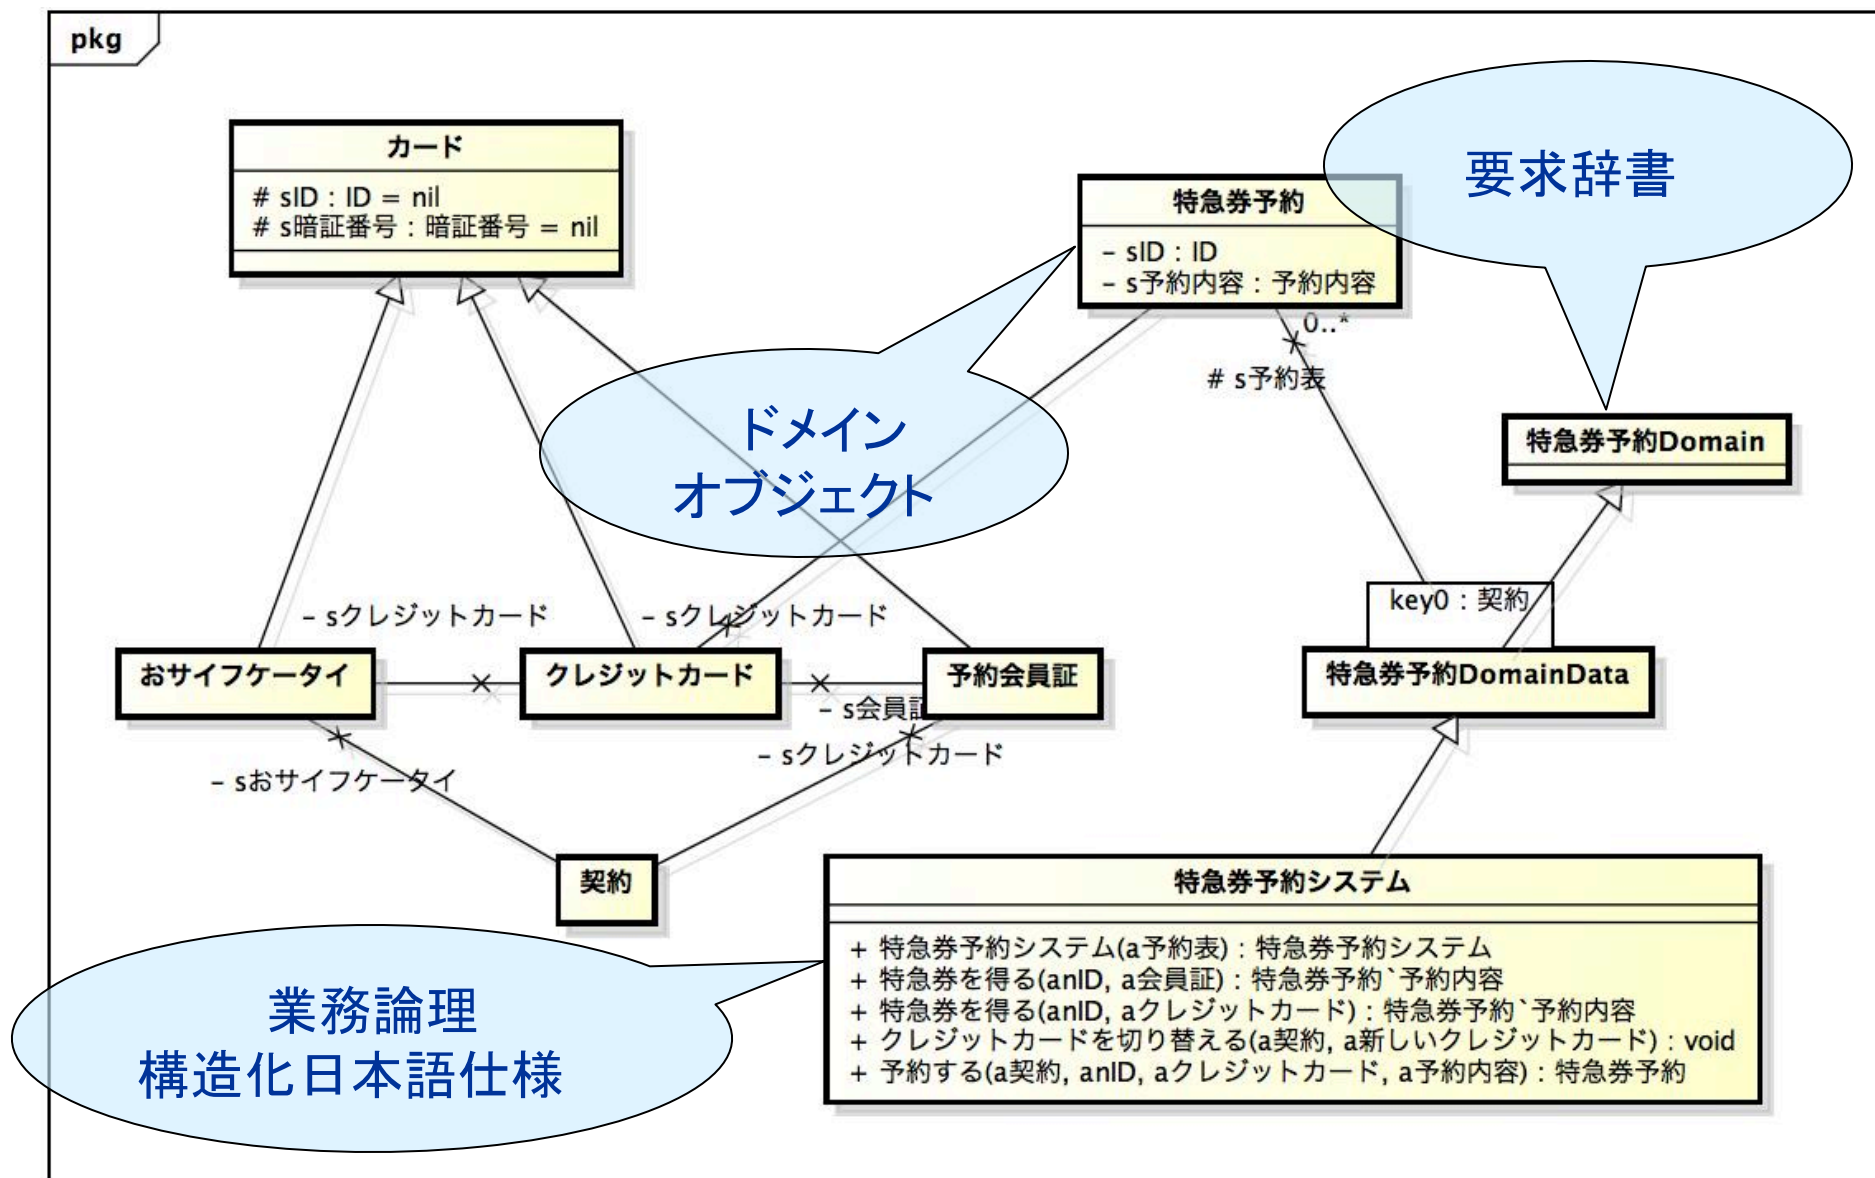 pkg
カード
# sID : ID = nil
# s暗証番号 : 暗証番号 = nil
特急券予約
- sID : ID
- s予約内容 : 予約内容
要求辞書
0..*
# s予約表
ドメイン
オブジェクト
特急券予約Domain
key0 : 契約
- sクレジットカード
- sクレジットカード
おサイフケータイ
クレジットカード
予約会員証
特急券予約DomainData
- s会員証
- sクレジットカード
- sおサイフケータイ
契約
特急券予約システム
+ 特急券予約システム(a予約表) : 特急券予約システム
+ 特急券を得る(anID, a会員証) : 特急券予約`予約内容
+ 特急券を得る(anID, aクレジットカード) : 特急券予約`予約内容
+ クレジットカードを切り替える(a契約, a新しいクレジットカード) : void
+ 予約する(a契約, anID, aクレジットカード, a予約内容) : 特急券予約
業務論理
構造化日本語仕様